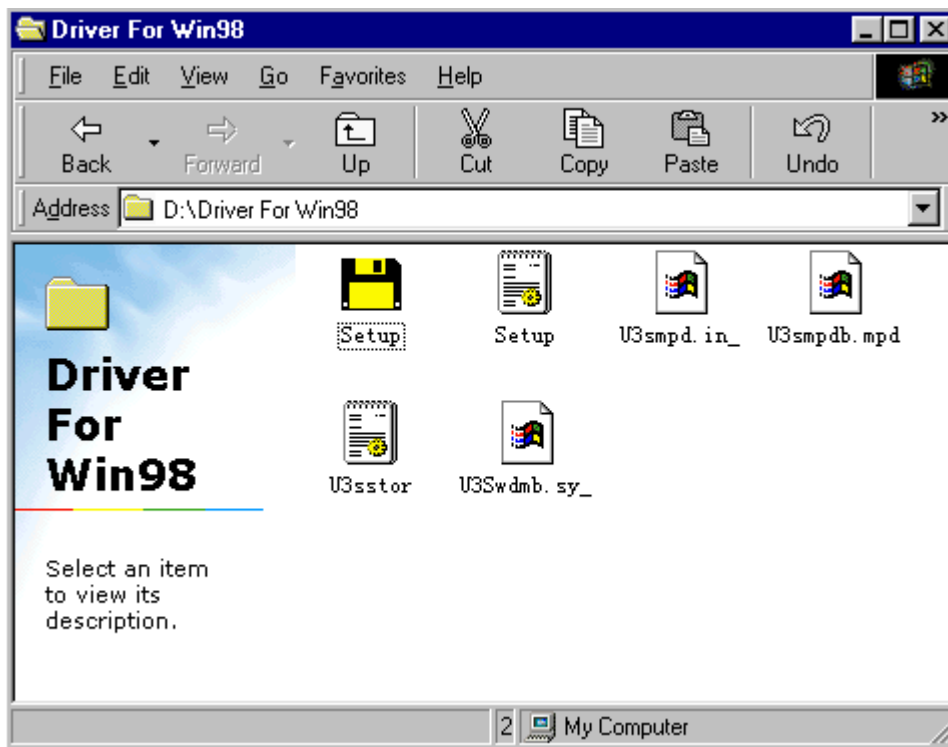 Driver For Win98
File Edit View Go Favorites Help
Back Forward Up Cut Copy Paste Undo »
Address D:\Driver For Win98
Driver
For
Win98
Select an item
to view its
description.
Setup Setup U3smpd.in_ U3smpdb.mpd
U3sstor U3Swdmb.sy_
2 My Computer